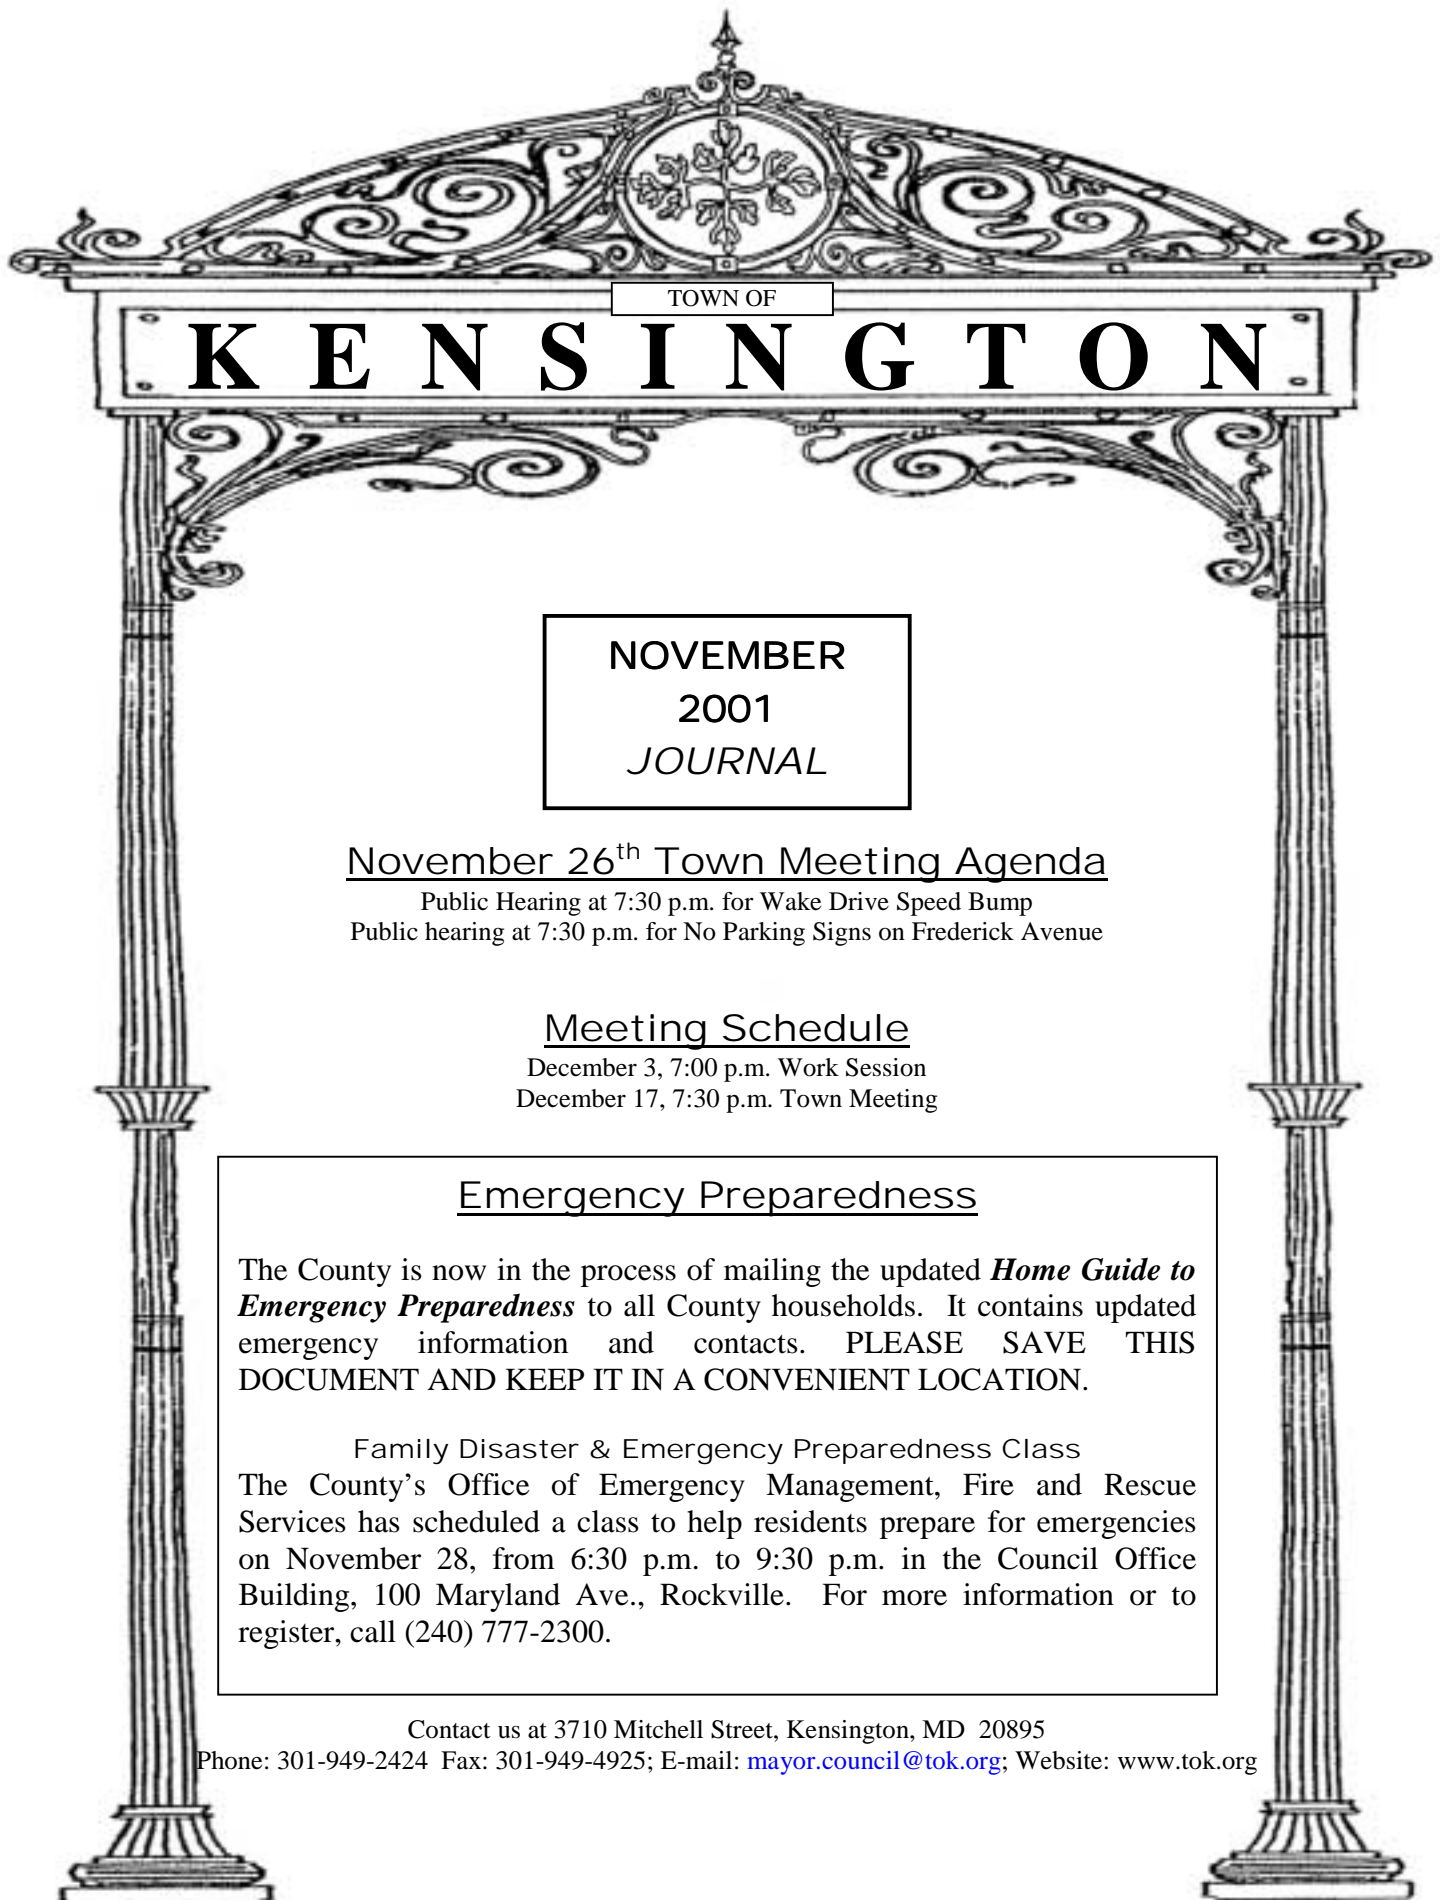 TOWN OF
KENSINGTON
NOVEMBER
2001
JOURNAL
November 26th Town Meeting Agenda
Public Hearing at 7:30 p.m. for Wake Drive Speed Bump
Public hearing at 7:30 p.m. for No Parking Signs on Frederick Avenue
Meeting Schedule
December 3, 7:00 p.m. Work Session
December 17, 7:30 p.m. Town Meeting
Emergency Preparedness
The County is now in the process of mailing the updated Home Guide to
Emergency Preparedness to all County households. It contains updated
emergency information and contacts. PLEASE SAVE THIS
DOCUMENT AND KEEP IT IN A CONVENIENT LOCATION.
Family Disaster & Emergency Preparedness Class
The County’s Office of Emergency Management, Fire and Rescue
Services has scheduled a class to help residents prepare for emergencies
on November 28, from 6:30 p.m. to 9:30 p.m. in the Council Office
Building, 100 Maryland Ave., Rockville. For more information or to
register, call (240) 777-2300.
Contact us at 3710 Mitchell Street, Kensington, MD 20895
Phone: 301-949-2424 Fax: 301-949-4925; E-mail: mayor.council@tok.org; Website: www.tok.org